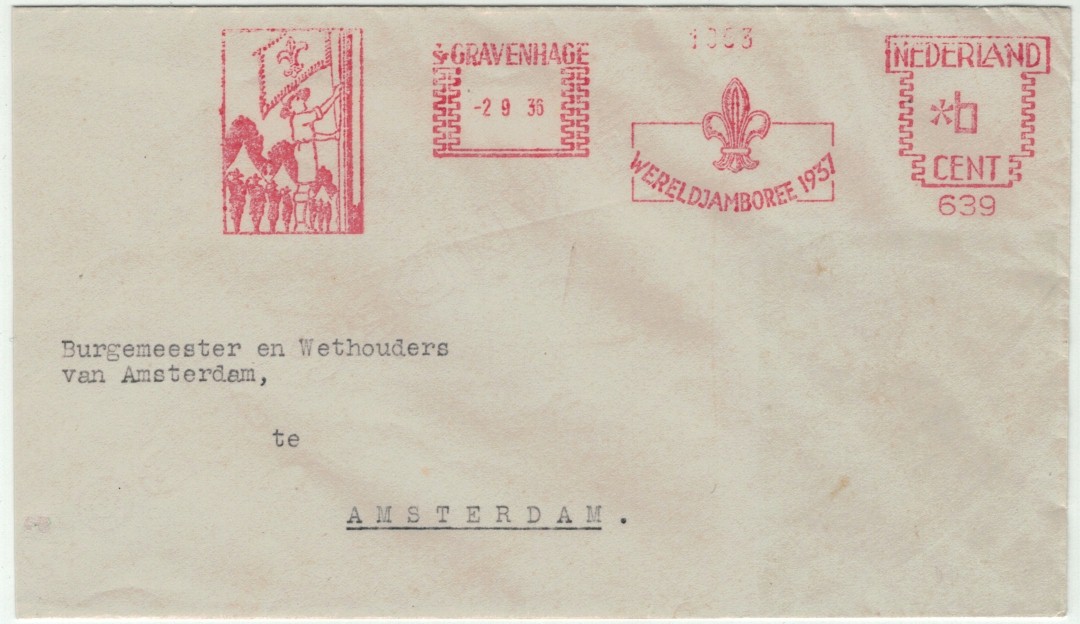 's GRAVENHAGE
-2 9 36
WERELDJAMBOREE 1937
NEDERLAND
CENT
639
Burgemeester en Wethouders
van Amsterdam,
te
AMSTERDAM.